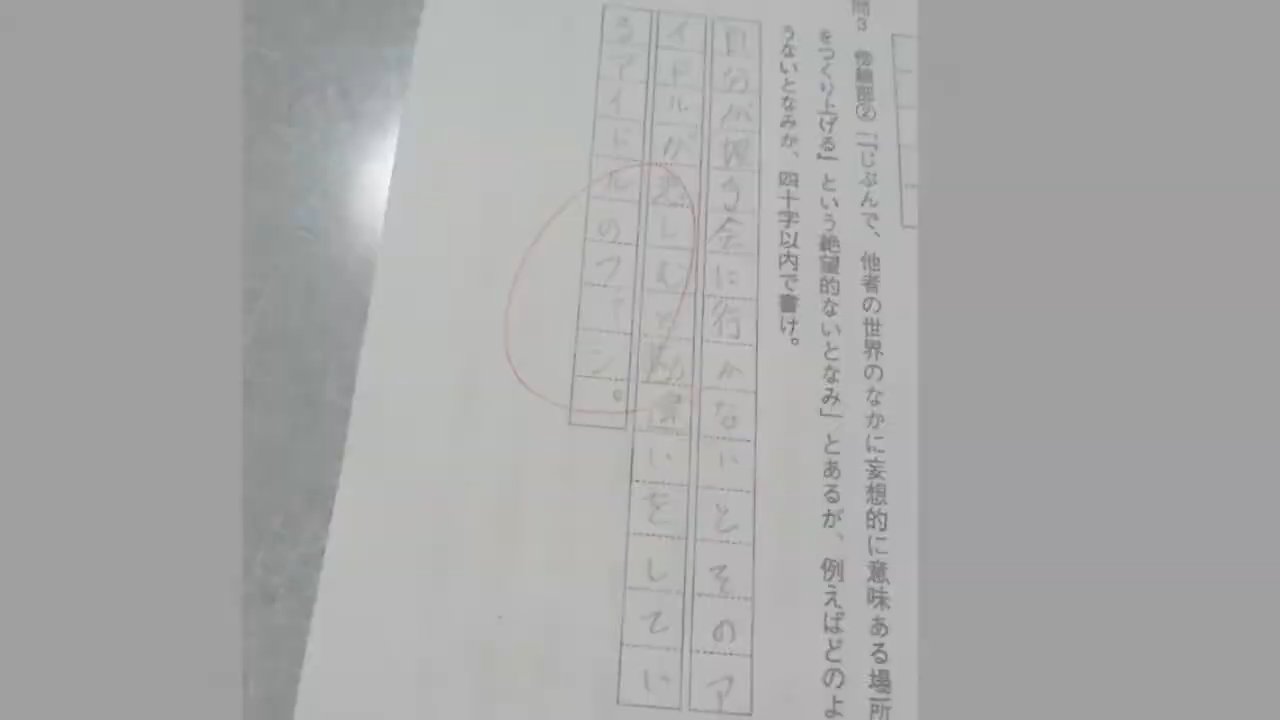 問3 傍線部②「『じぶんで、他者の世界のなかに妄想的に意味ある場所
をつくり上げる』という絶望的ないとなみ」とあるが、例えばどのよ
うないとなみか、四十字以内で書け。
自分が握手会に行かないとそのア
イドルが悲しむと勘違いをしてい
るアイドルのファン。